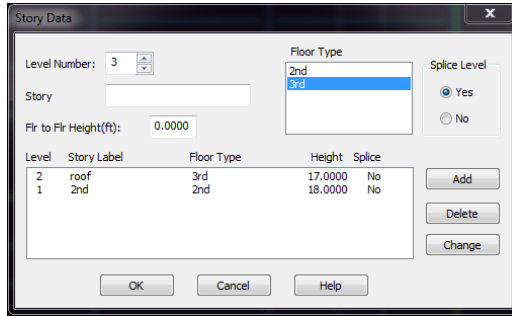 Story Data
x
Level Number: 3
Story
Flr to Flr Height(ft): 0.0000
Floor Type
2nd
3rd
Splice Level
Yes
No
Level Story Label Floor Type Height Splice
2 roof 3rd 17.0000 No
1 2nd 2nd 18.0000 No
Add
Delete
Change
OK Cancel Help